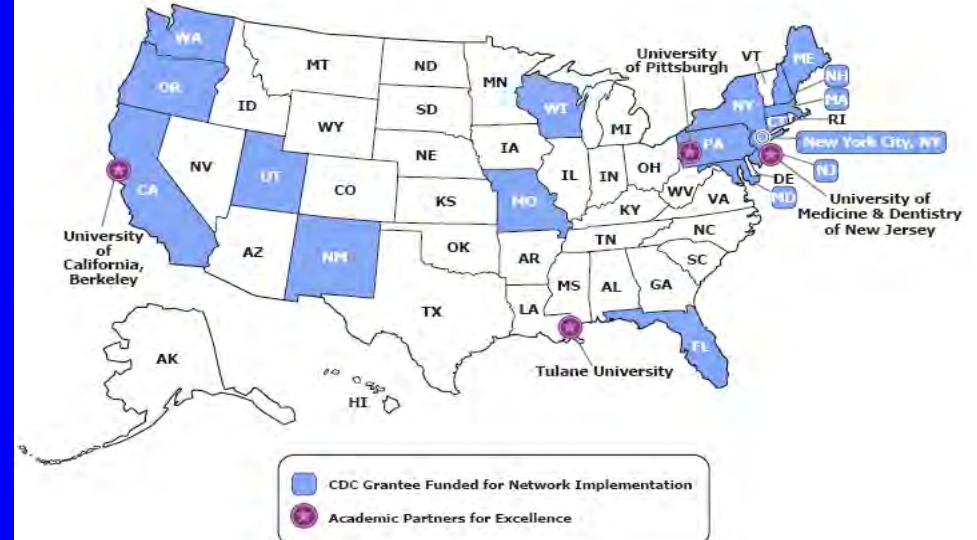 WA
OR
CA
ID
NV
UT
AZ
MT
WY
CO
NM
ND
SD
NE
KS
OK
TX
MN
IA
MO
AR
LA
WI
IL
MI
IN
OH
KY
TN
MS
AL
GA
FL
SC
NC
VA
WV
PA
NY
VT
ME
NH
MA
RI
CT
New York City, NY
NJ
DE
MD
AK
HI
University
of Pittsburgh
University of
Medicine & Dentistry
of New Jersey
University
of
California,
Berkeley
Tulane University
CDC Grantee Funded for Network Implementation
Academic Partners for Excellence